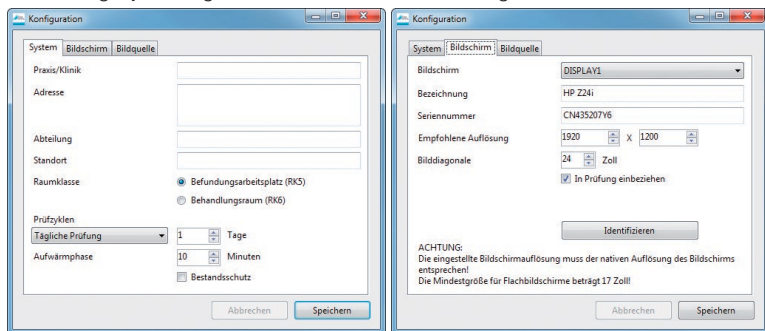 Konfiguration
System Bildschirm Bildquelle
Praxis/Klinik
Adresse
Abteilung
Standort
Raumklasse Befundungsarbeitsplatz (RK5)
Behandlungsraum (RK6)
Prüfzyklen
Tägliche Prüfung 1 Tage
Aufwärmphase 10 Minuten
Bestandsschutz
Abbrechen Speichern
Konfiguration
System Bildschirm Bildquelle
Bildschirm DISPLAY1
Bezeichnung HP Z24i
Seriennummer CN435207Y6
Empfohlene Auflösung 1920 X 1200
Bilddiagonale 24 Zoll
In Prüfung einbeziehen
Identifizieren
ACHTUNG:
Die eingestellte Bildschirmauflösung muss der nativen Auflösung des Bildschirms
entsprechen!
Die Mindestgröße für Flachbildschirme beträgt 17 Zoll!
Abbrechen Speichern